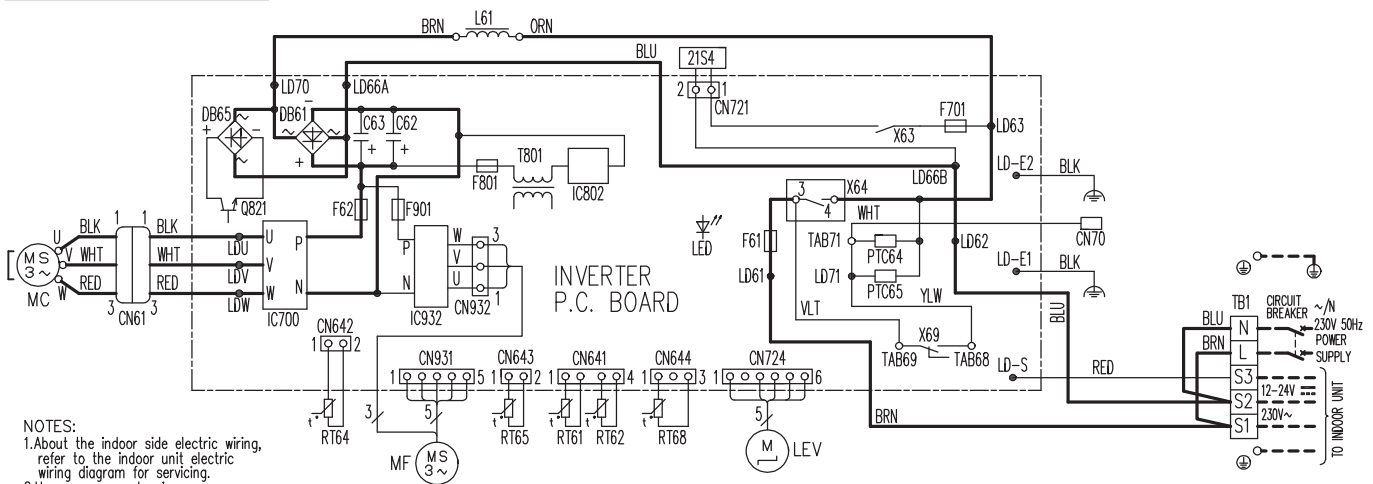 BRN L61 ORN
BLU
21S4
2 1
CN721
LD70 LD66A
DB65 DB61
~ − + − ~ ~ + ~
C63 C62
+ +
F701
X63
LD63
T801
F801 IC802
LD66B
LD-E2 BLK
Q821
F62 F901
3 X64
4
WHT
CN70
LED
F61 TAB71
PTC64
LD62
LD61 LD71
PTC65
LD-E1 BLK
U BLK 1 1 BLK
LDU U P
MS 3~ V WHT WHT
LDV V
W RED RED
LDW W N
MC 3 3
CN61
IC700
P W 3
V
N U 1
IC932 CN932
INVERTER
P.C. BOARD
VLT YLW
X69
TAB69 TAB68
BLU
LD-S RED
TB1 CIRCUIT BREAKER ~/N
BLU N 230V 50Hz
BRN L POWER SUPPLY
S3
12-24V
S2
230V~
S1
TO INDOOR UNIT
CN642
1 2
CN931
1 5
CN643
1 2
CN641
1 4
CN644
1 3
CN724
1 6
t° t° t° t° t°
3 5 5
BRN
RT64 RT65 RT61 RT62 RT68
MF MS 3~
M LEV
NOTES:
1.About the indoor side electric wiring,
refer to the indoor unit electric
wiring diagram for servicing.